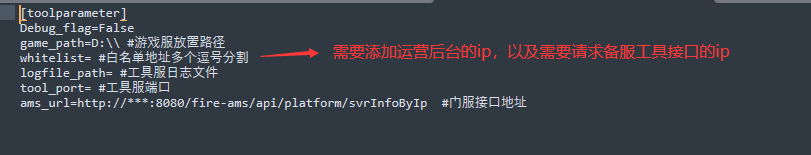 [toolparameter]
Debug_flag=False
game_path=D:\\ #游戏服放置路径
whitelist= #白名单地址多个逗号分割
需要添加运营后台的ip，以及需要请求备服工具接口的ip
logfile_path= #工具服日志文件
tool_port= #工具服端口
ams_url=http://***:8080/fire-ams/api/platform/svrInfoByIp #门服接口地址